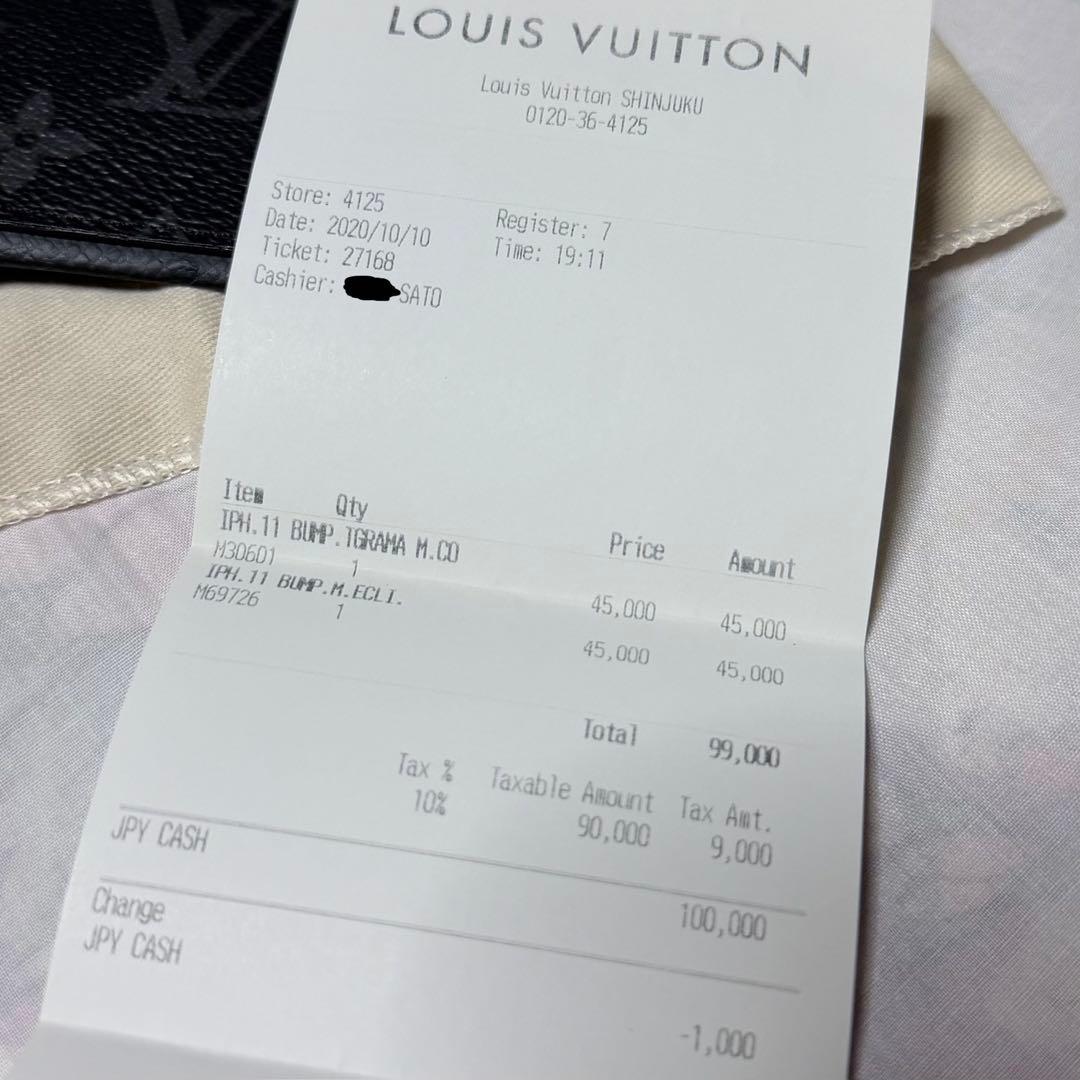 LOUIS VUITTON
Louis Vuitton SHINJUKU
0120-36-4125
Store: 4125 Register: 7
Date: 2020/10/10 Time: 19:11
Ticket: 27168
Cashier: SATO
Item Qty Price Amount
IPH.11 BUMP.TGRAMA M.CO
M30601 1 45,000 45,000
IPH.11 BUMP.M.ECLI.
M69726 1 45,000 45,000
Total 99,000
Tax % Taxable Amount Tax Amt.
10% 90,000 9,000
JPY CASH 100,000
Change
JPY CASH -1,000
LV